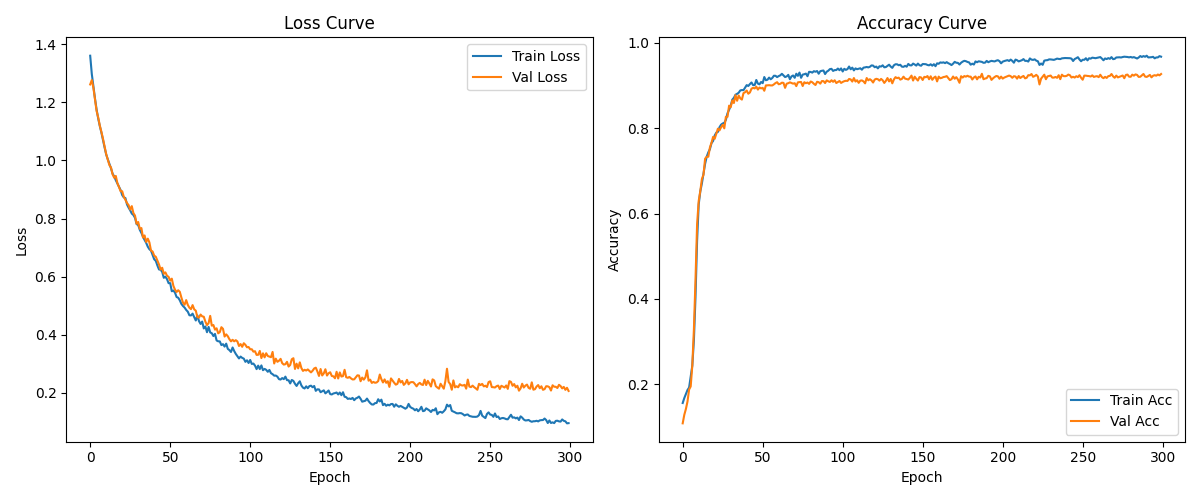 Loss Curve
Loss
1.4
1.2
1.0
0.8
0.6
0.4
0.2
Train Loss
Val Loss
0 50 100 150 200 250 300
Epoch
Accuracy Curve
Accuracy
1.0
0.8
0.6
0.4
0.2
Train Acc
Val Acc
0 50 100 150 200 250 300
Epoch